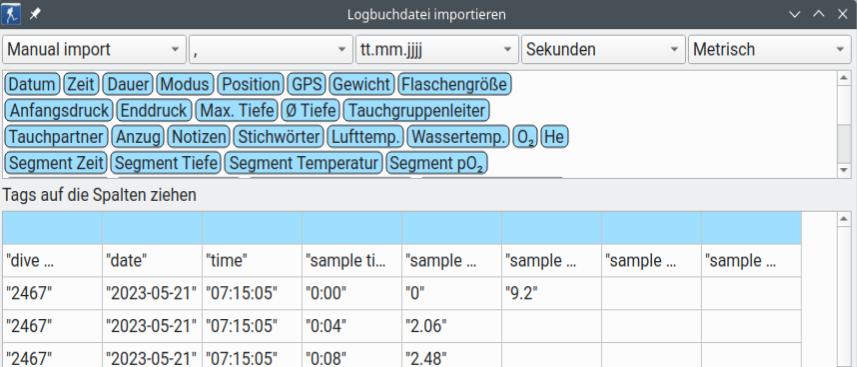 Logbuchdatei importieren
Manual import , tt.mm.jjjj Sekunden Metrisch
Datum Zeit Dauer Modus Position GPS Gewicht Flaschengröße
Anfangsdruck Enddruck Max. Tiefe Ø Tiefe Tauchgruppenleiter
Tauchpartner Anzug Notizen Stichwörter Lufttemp. Wassertemp. O₂ He
Segment Zeit Segment Tiefe Segment Temperatur Segment pO₂
Tags auf die Spalten ziehen
"dive ... "date" "time" "sample ti... "sample ... "sample ... "sample ... "sample ...
"2467" "2023-05-21" "07:15:05" "0:00" "0" "9.2"
"2467" "2023-05-21" "07:15:05" "0:04" "2.06"
"2467" "2023-05-21" "07:15:05" "0:08" "2.48"